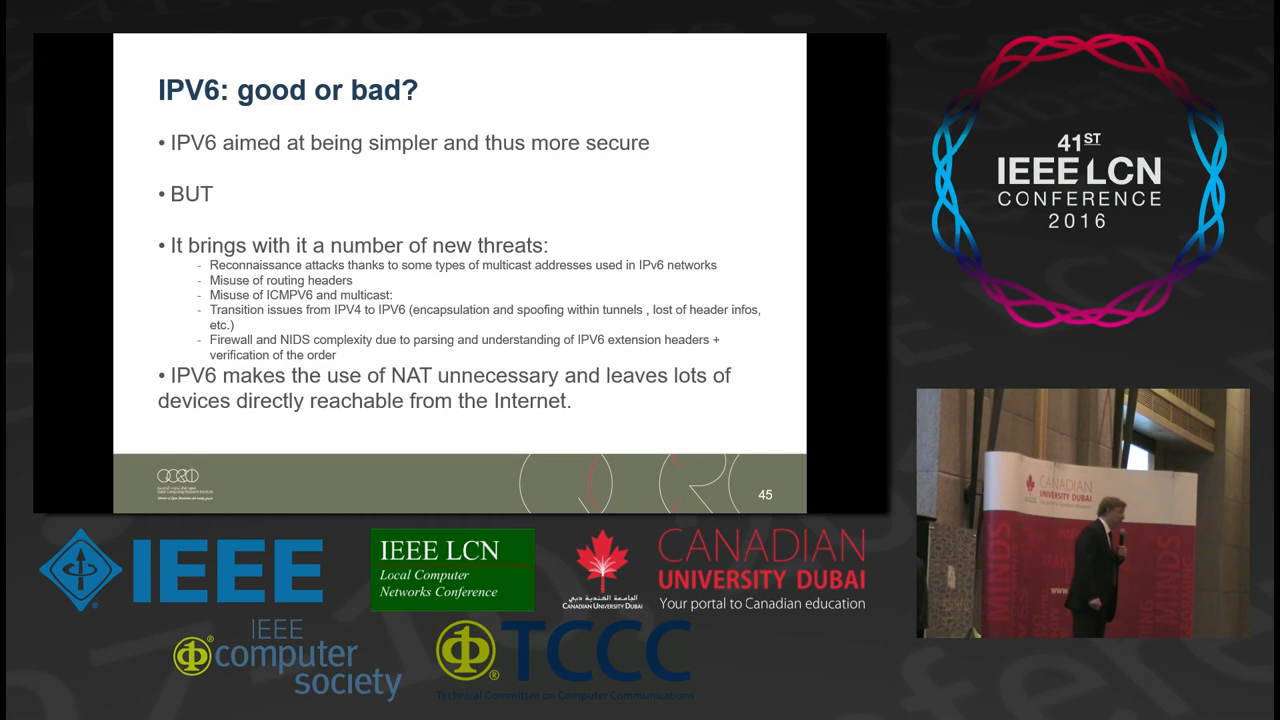 IPV6: good or bad?
• IPV6 aimed at being simpler and thus more secure
• BUT
• It brings with it a number of new threats:
- Reconnaissance attacks thanks to some types of multicast addresses used in IPv6 networks
- Misuse of routing headers
- Misuse of ICMPV6 and multicast:
- Transition issues from IPV4 to IPV6 (encapsulation and spoofing within tunnels , lost of header infos,
etc.)
- Firewall and NIDS complexity due to parsing and understanding of IPV6 extension headers +
verification of the order
• IPV6 makes the use of NAT unnecessary and leaves lots of
devices directly reachable from the Internet.
45
41ST
IEEE LCN
CONFERENCE
2016
CANADIAN
UNIVERSITY DUBAI
IEEE
IEEE LCN
Local Computer
Networks Conference
الجامعة الكندية دبي
CANADIAN UNIVERSITY DUBAI
CANADIAN
UNIVERSITY DUBAI
Your portal to Canadian education
IEEE
computer
society
TCCC
Technical Committee on Computer Communications